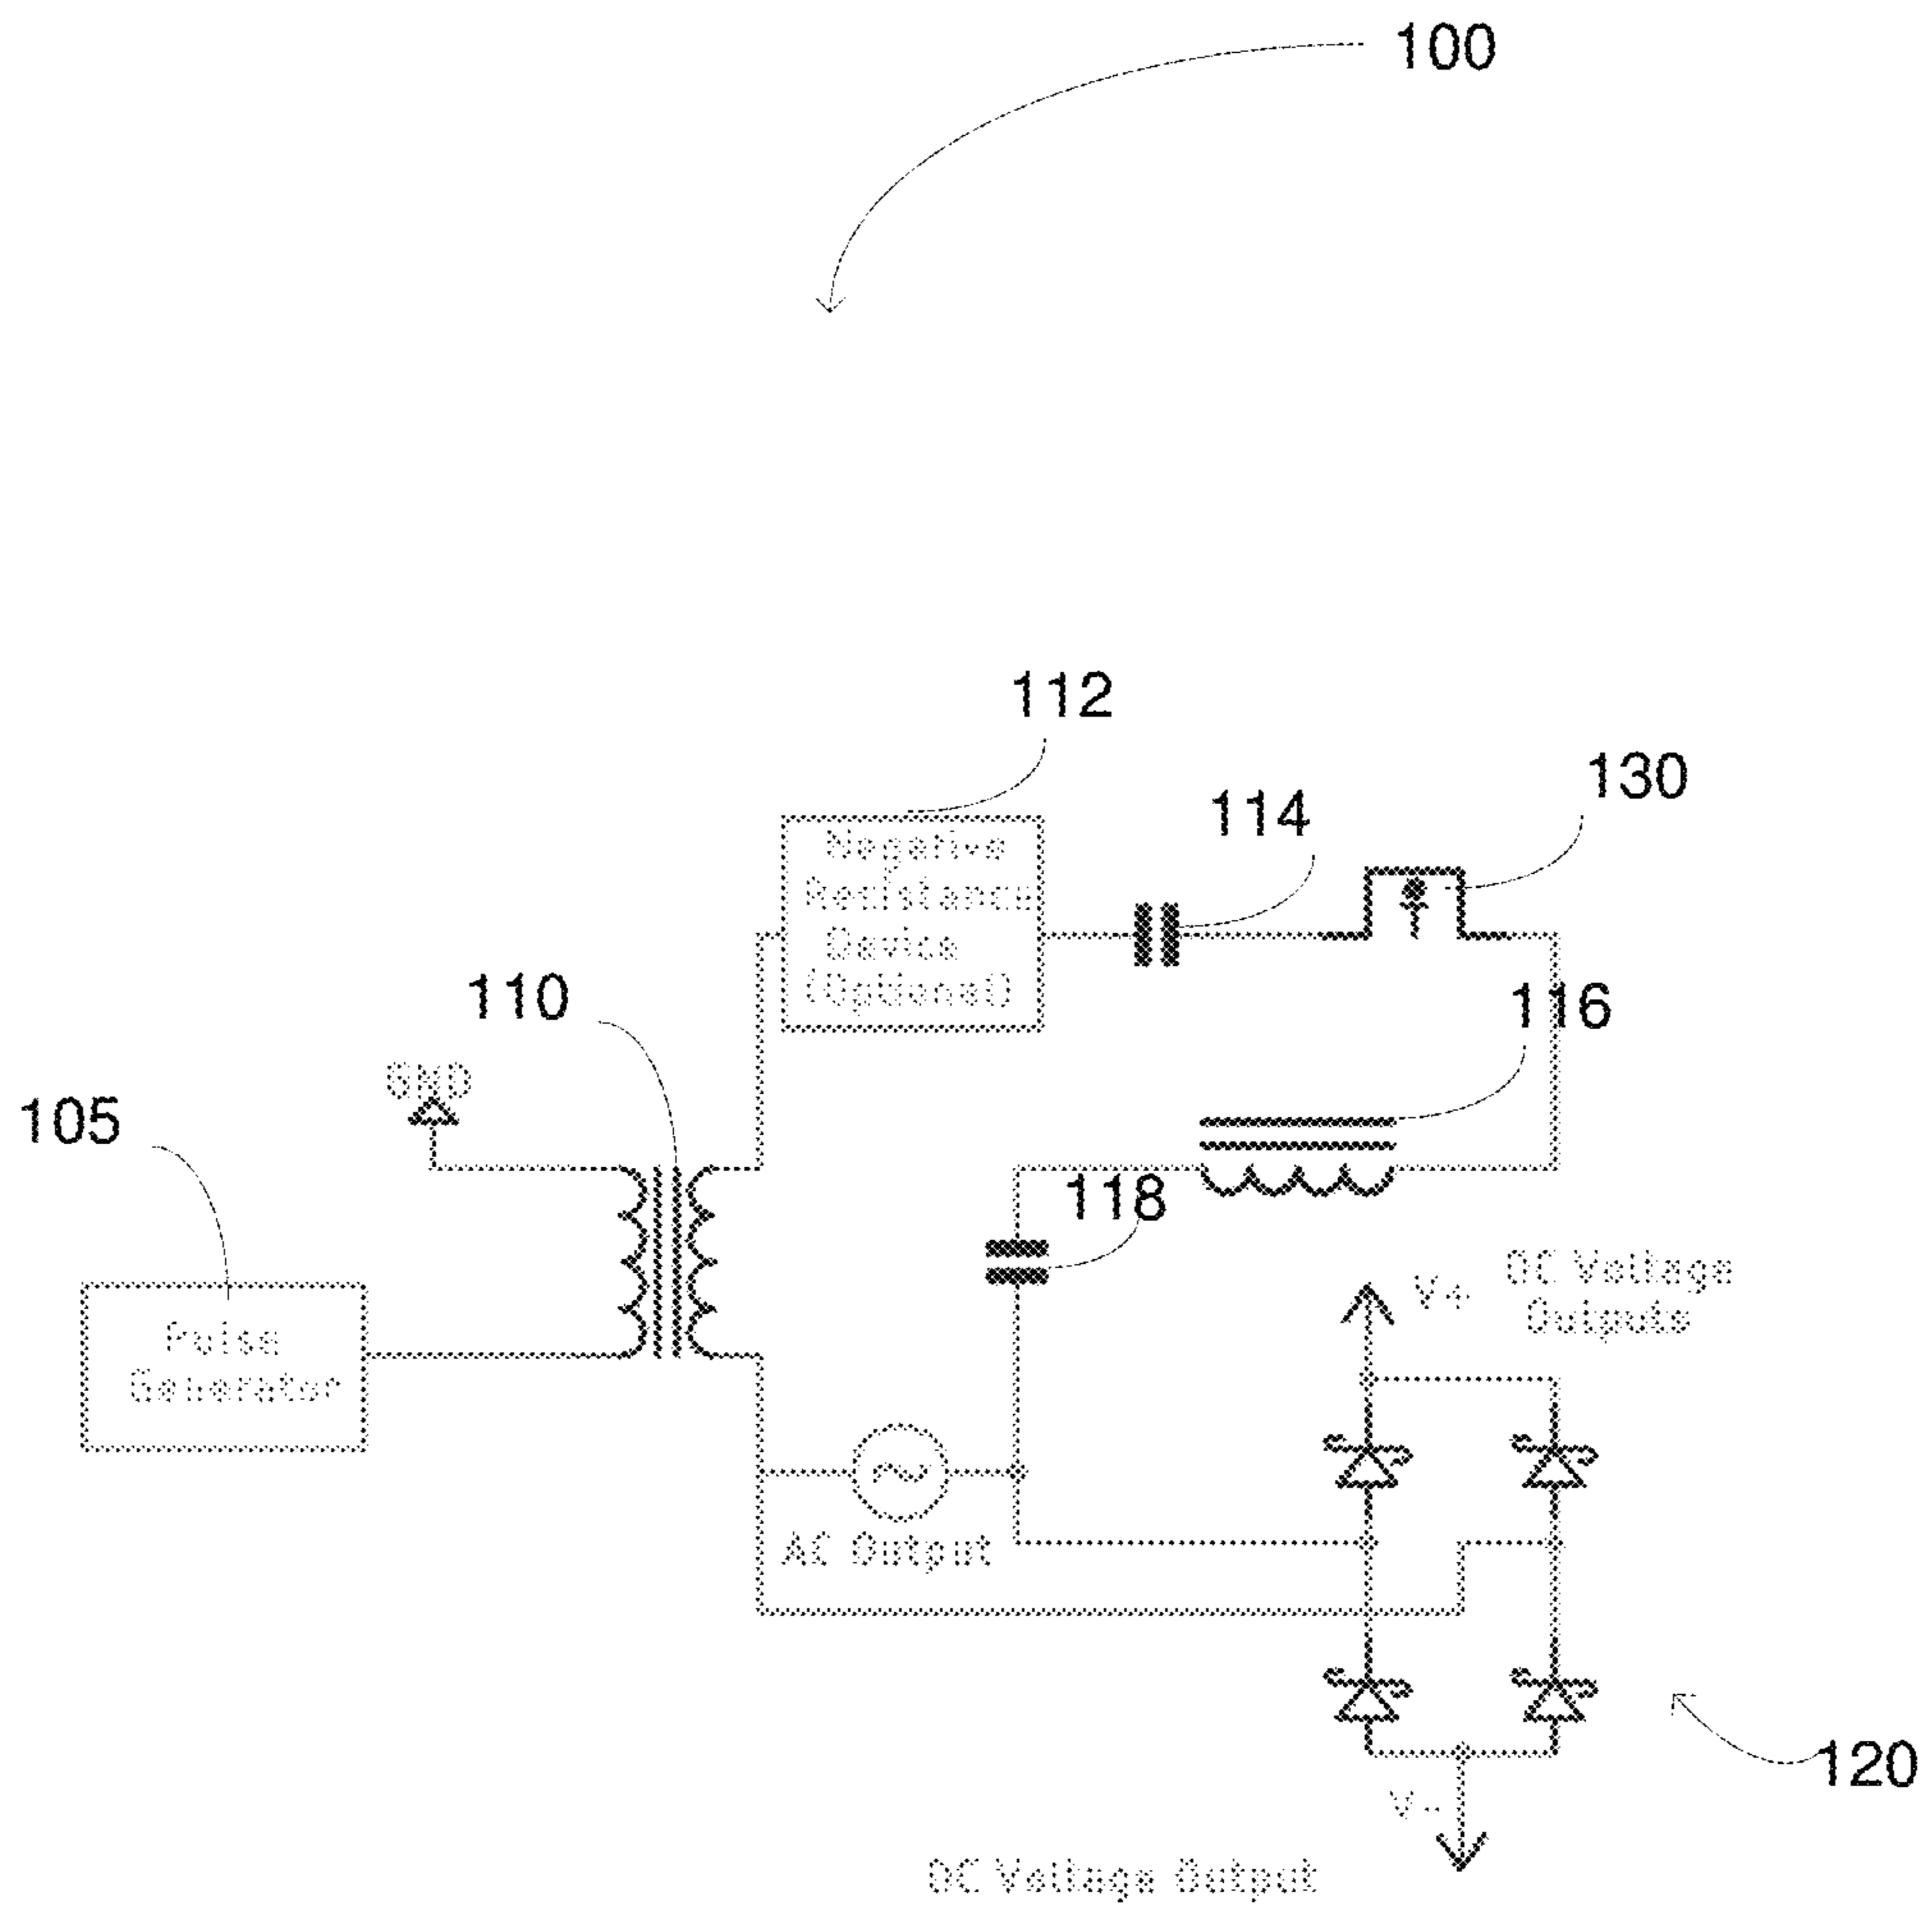 100
112
130
114
Negative
Resistance
Device
(Optional)
110
116
GND
105
118
DC Voltage
Outputs
V+
Pulse
Generator
AC Output
120
V-
DC Voltage Output